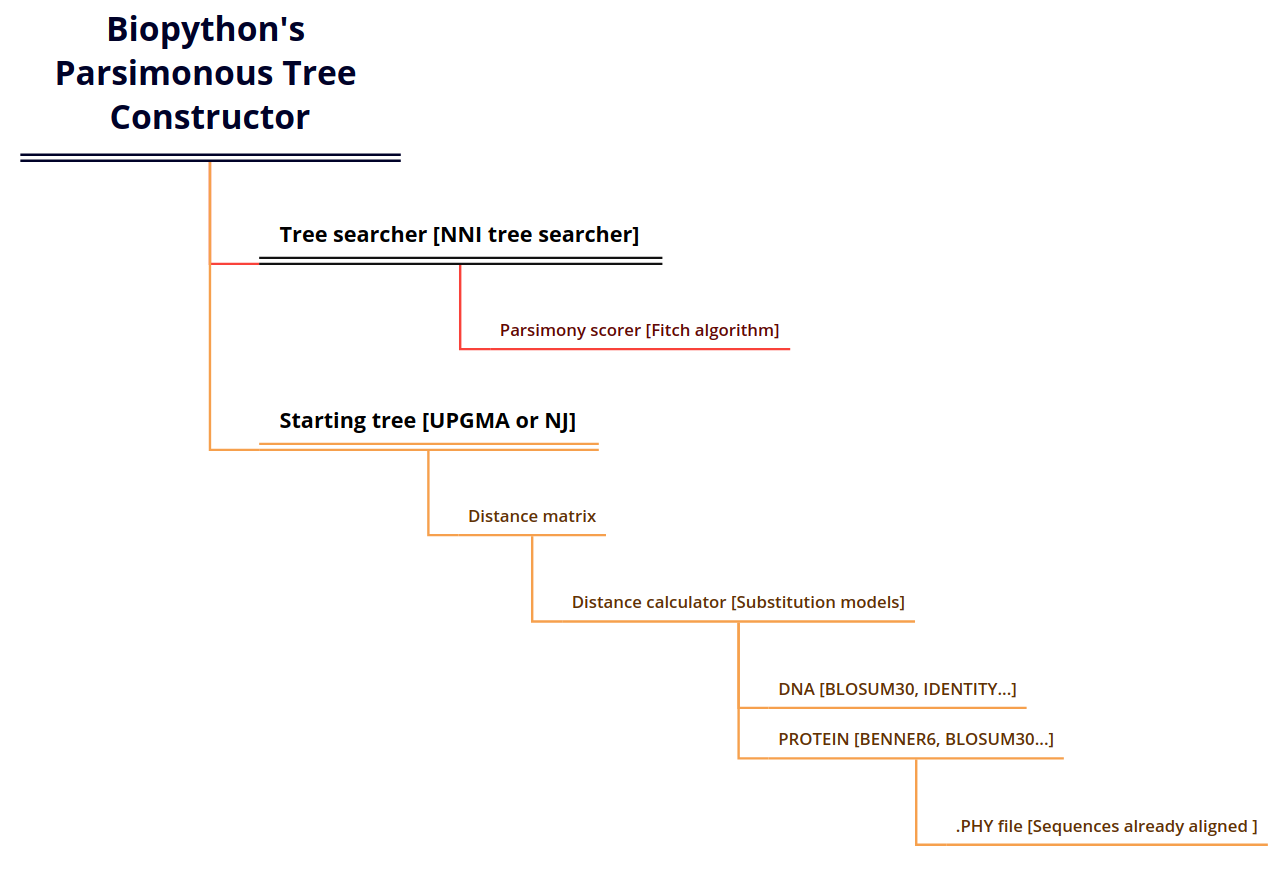 Biopython's
Parsimonous Tree
Constructor
Tree searcher [NNI tree searcher]
Parsimony scorer [Fitch algorithm]
Starting tree [UPGMA or NJ]
Distance matrix
Distance calculator [Substitution models]
DNA [BLOSUM30, IDENTITY...]
PROTEIN [BENNER6, BLOSUM30...]
.PHY file [Sequences already aligned ]